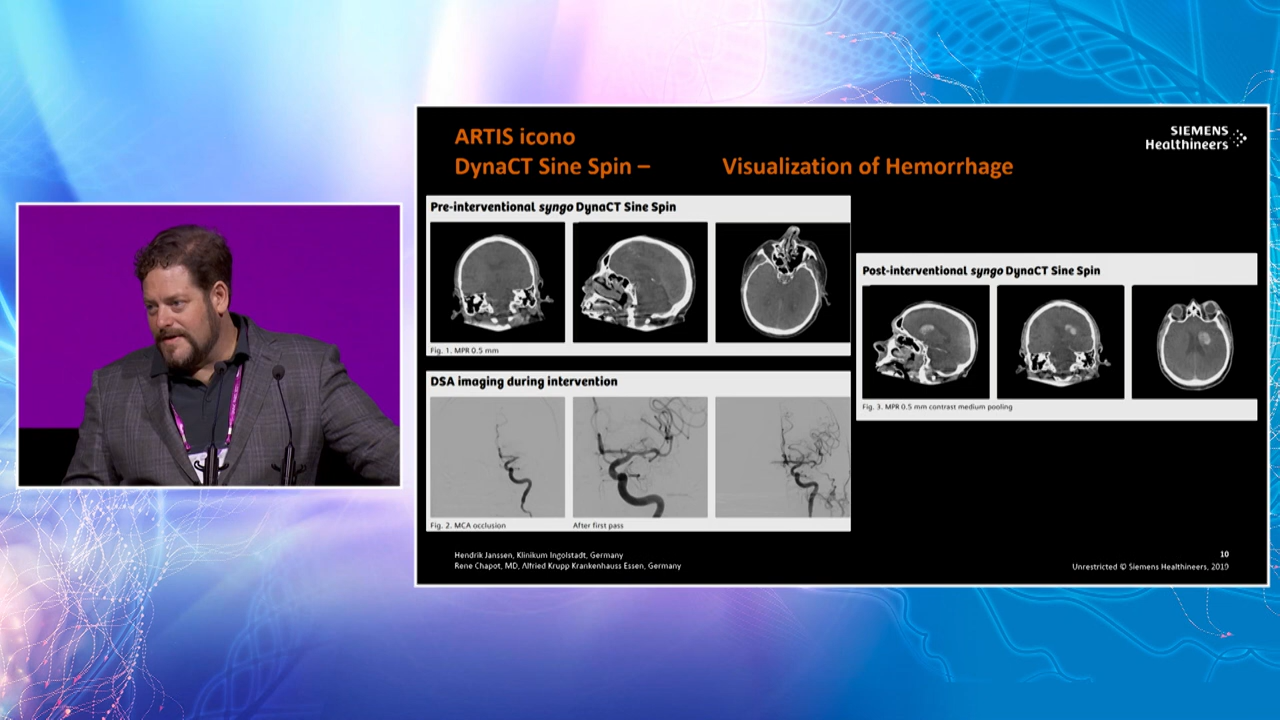 ARTIS icono
DynaCT Sine Spin – Visualization of Hemorrhage
SIEMENS
Healthineers
Pre-interventional syngo DynaCT Sine Spin
Fig. 1. MPR 0.5 mm
DSA imaging during intervention
Fig. 2. MCA occlusion After first pass
Post-interventional syngo DynaCT Sine Spin
Fig. 3. MPR 0.5 mm contrast medium pooling
Hendrik Janssen, Klinikum Ingolstadt, Germany
Rene Chapot, MD, Alfried Krupp Krankenhauss Essen, Germany
10
Unrestricted © Siemens Healthineers, 2019